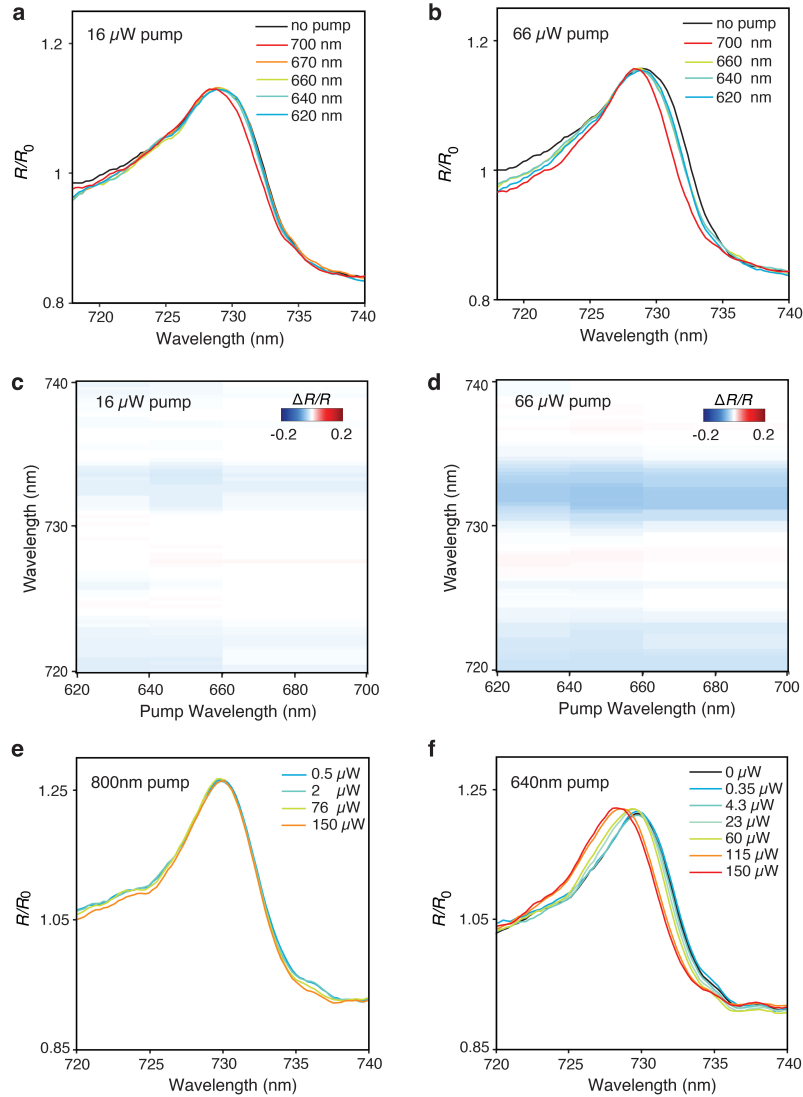 a
16 µW pump
no pump
700 nm
670 nm
660 nm
640 nm
620 nm
1.2
1
0.8
R/R0
720
725
730
735
740
Wavelength (nm)
b
66 µW pump
no pump
700 nm
660 nm
640 nm
620 nm
1.2
1
0.8
R/R0
720
725
730
735
740
Wavelength (nm)
c
16 µW pump
ΔR/R
-0.2
0.2
740
730
720
Wavelength (nm)
620
640
660
680
700
Pump Wavelength (nm)
d
66 µW pump
ΔR/R
-0.2
0.2
740
730
720
Wavelength (nm)
620
640
660
680
700
Pump Wavelength (nm)
e
800nm pump
0.5 µW
2 µW
76 µW
150 µW
1.25
1.05
0.85
R/R0
720
725
730
735
740
Wavelength (nm)
f
640nm pump
0 µW
0.35 µW
4.3 µW
23 µW
60 µW
115 µW
150 µW
1.25
1.05
0.85
R/R0
720
725
730
735
740
Wavelength (nm)